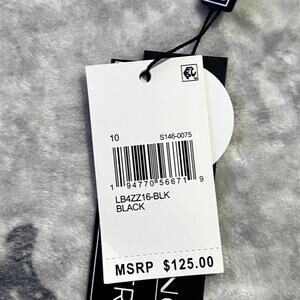 10 S146-0075
1 94770 56671 9
LB4ZZ16-BLK
BLACK
MSRP $125.00